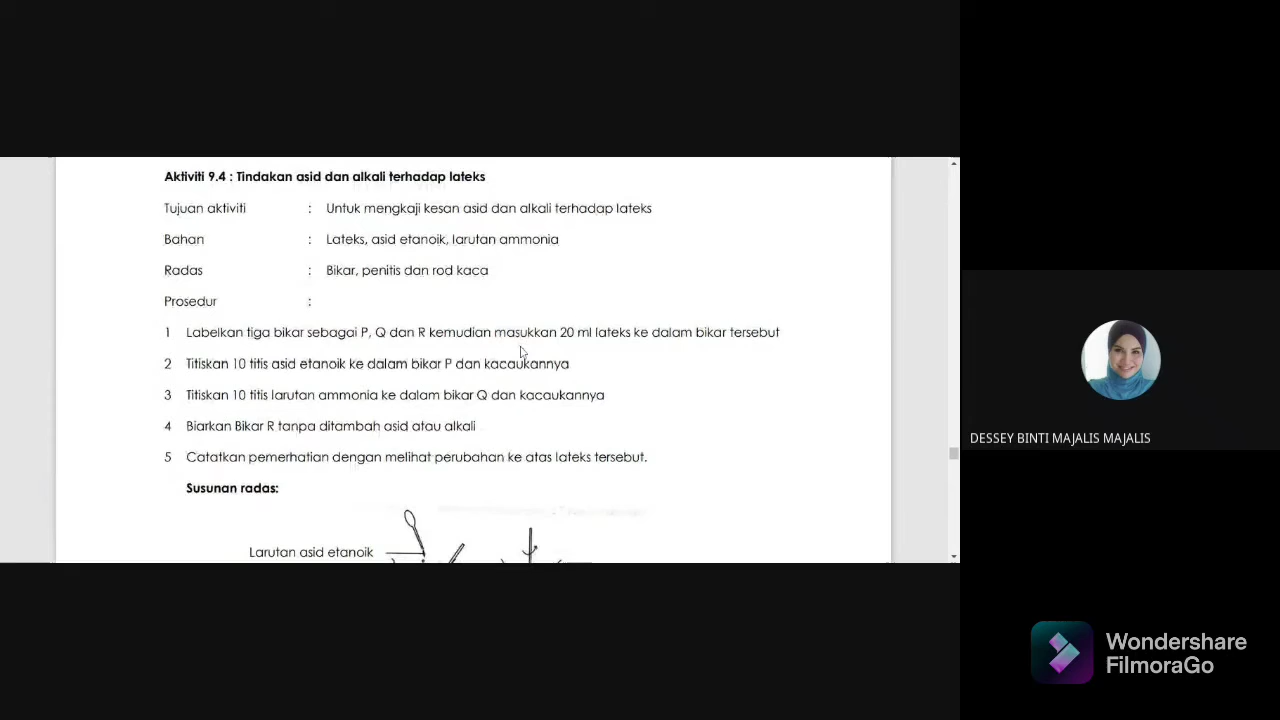 Aktiviti 9.4 : Tindakan asid dan alkali terhadap lateks
Tujuan aktiviti : Untuk mengkaji kesan asid dan alkali terhadap lateks
Bahan : Lateks, asid etanoik, larutan ammonia
Radas : Bikar, penitis dan rod kaca
Prosedur :
1 Labelkan tiga bikar sebagai P, Q dan R kemudian masukkan 20 ml lateks ke dalam bikar tersebut
2 Titiskan 10 titis asid etanoik ke dalam bikar P dan kacaukannya
3 Titiskan 10 titis larutan ammonia ke dalam bikar Q dan kacaukannya
4 Biarkan Bikar R tanpa ditambah asid atau alkali
5 Catatkan pemerhatian dengan melihat perubahan ke atas lateks tersebut.
Susunan radas:
Larutan asid etanoik
DESSEY BINTI MAJALIS MAJALIS
Wondershare
FilmoraGo